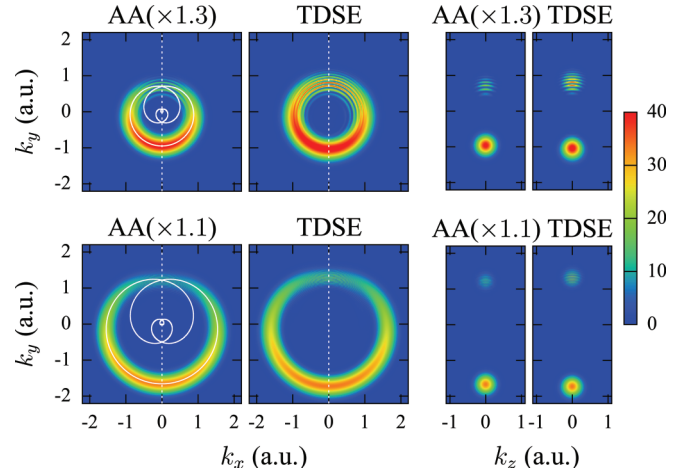 AA(×1.3) TDSE AA(×1.3) TDSE
2
1
0
-1
-2
k_y (a.u.)
40
30
20
10
0
AA(×1.1) TDSE AA(×1.1) TDSE
2
1
0
-1
-2
k_y (a.u.)
-2 -1 0 1 2 -2 -1 0 1 2 -1 0 1 -1 0 1
k_x (a.u.) k_z (a.u.)